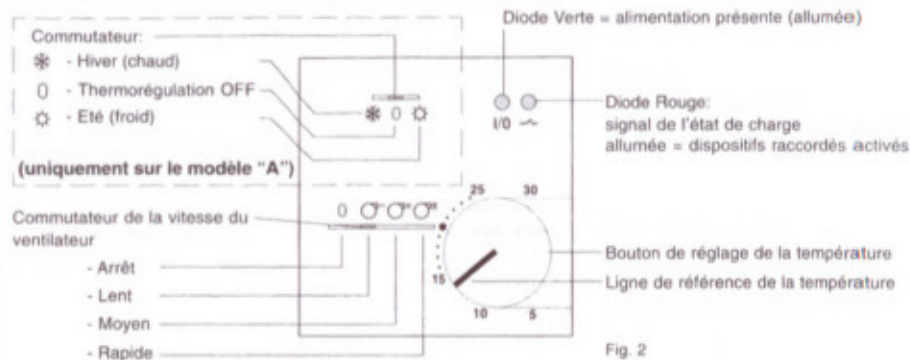 Diode Verte = alimentation présente (allumée)
Commutateur:
- Hiver (chaud)
0 - Thermorégulation OFF
- Eté (froid)
(uniquement sur le modèle "A")
0
I/0
Diode Rouge:
signal de l'état de charge
allumée = dispositifs raccordés activés
Commutateur de la vitesse du
ventilateur
0
- Arrêt
- Lent
- Moyen
- Rapide
25
30
15
10
5
Bouton de réglage de la température
Ligne de référence de la température
Fig. 2